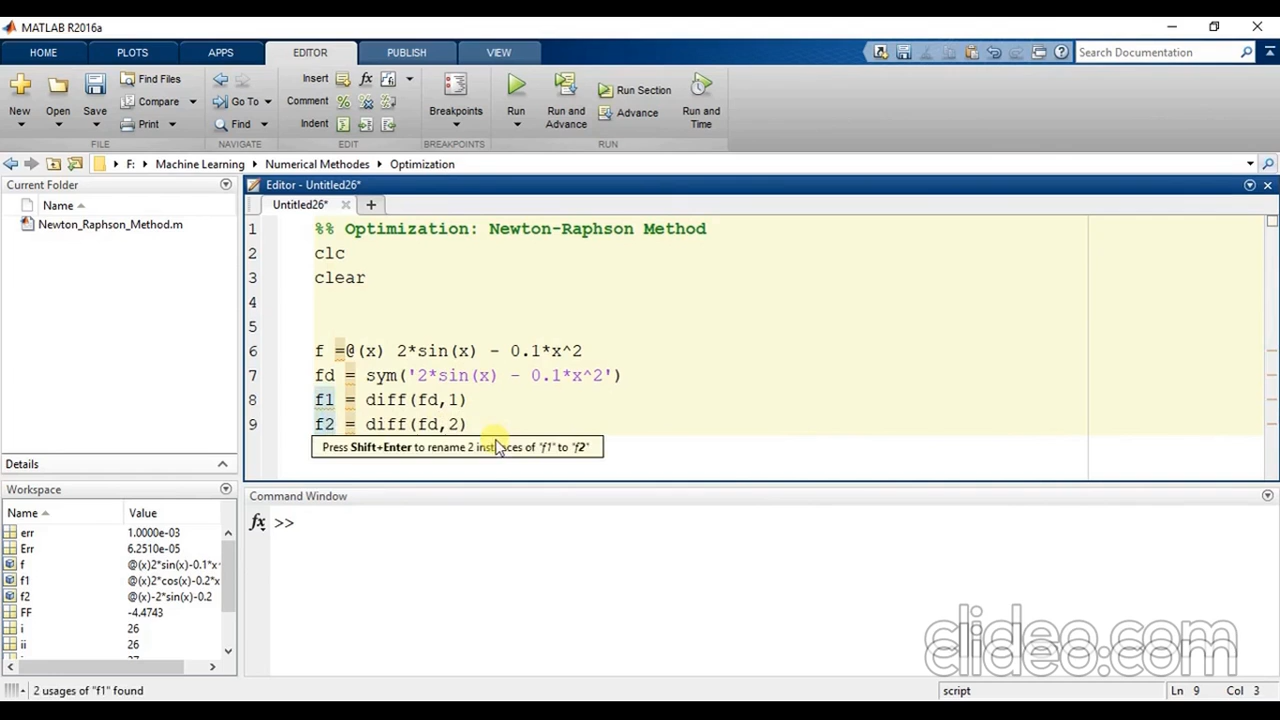 MATLAB R2016a
HOME PLOTS APPS EDITOR PUBLISH VIEW Search Documentation
New Open Save Find Files Compare Print Go To Find Insert Comment Indent Breakpoints Run Run and Advance Run Section Advance Run and Time
FILE NAVIGATE EDIT BREAKPOINTS RUN
F: Machine Learning Numerical Methodes Optimization
Current Folder
Name
Newton_Raphson_Method.m
Details
Editor - Untitled26*
Untitled26*
1 %% Optimization: Newton-Raphson Method
2 clc
3 clear
4
5
6 f =@(x) 2*sin(x) - 0.1*x^2
7 fd = sym('2*sin(x) - 0.1*x^2')
8 f1 = diff(fd,1)
9 f2 = diff(fd,2)
Press Shift+Enter to rename 2 instances of "f1" to "f2"
Workspace
Name Value
err 1.0000e-03
Err 6.2510e-05
f @(x)2*sin(x)-0.1*x
f1 @(x)2*cos(x)-0.2*x
f2 @(x)-2*sin(x)-0.2
FF -4.4743
i 26
ii 26
Command Window
fx >>
clideo.com
clideo.com
2 usages of "f1" found script Ln 9 Col 3